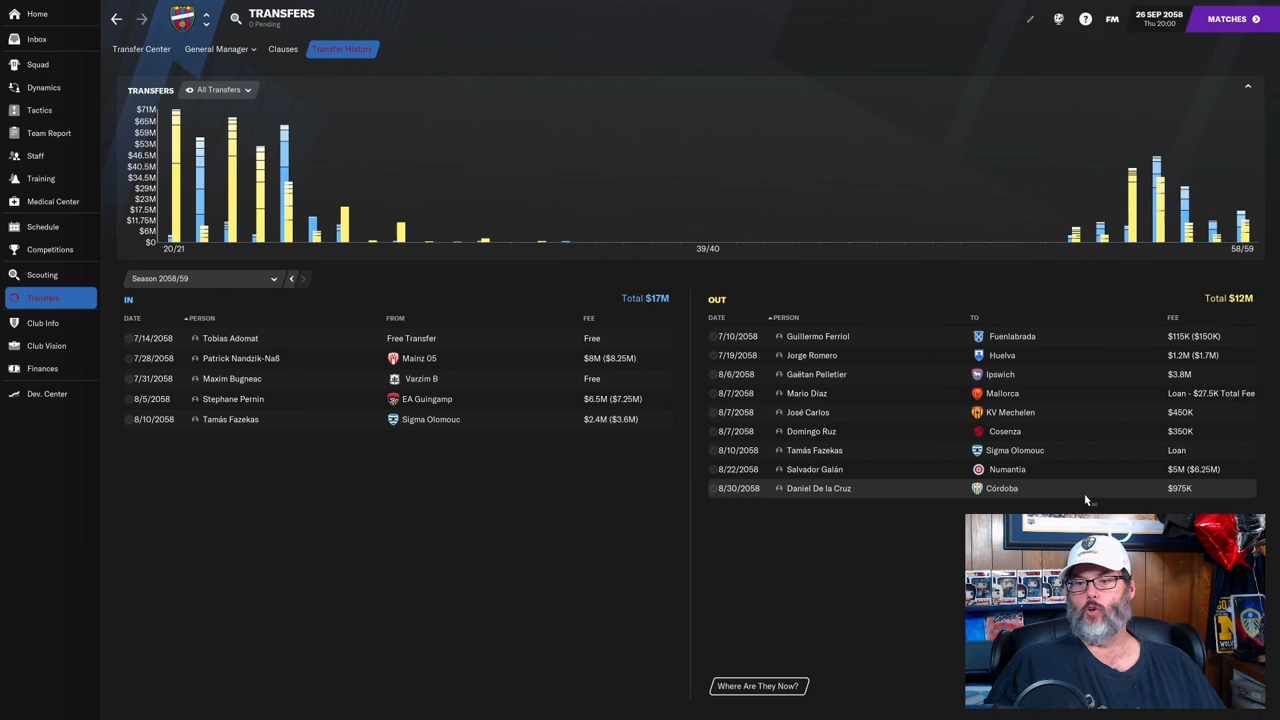 Home
Inbox
Squad
Dynamics
Tactics
Team Report
Staff
Training
Medical Center
Schedule
Competitions
Scouting
Transfers
Club Info
Club Vision
Finances
Dev. Center
TRANSFERS
0 Pending
FM
26 SEP 2058
Thu 20:00
MATCHES
Transfer Center General Manager Clauses Transfer History
TRANSFERS All Transfers
$71M
$65M
$59M
$53M
$46.5M
$40.5M
$34.5M
$29M
$23M
$17.5M
$11.75M
$6M
$0
20/21 39/40 58/59
Season 2058/59
IN Total $17M
DATE PERSON FROM FEE
7/14/2058 Tobias Adomat Free Transfer Free
7/28/2058 Patrick Nandzik-Naß Mainz 05 $8M ($8.25M)
7/31/2058 Maxim Bugneac Varzim B Free
8/5/2058 Stephane Pernin EA Guingamp $6.5M ($7.25M)
8/10/2058 Tamás Fazekas Sigma Olomouc $2.4M ($3.6M)
OUT Total $12M
DATE PERSON TO FEE
7/10/2058 Guillermo Ferriol Fuenlabrada $115K ($150K)
7/19/2058 Jorge Romero Huelva $1.2M ($1.7M)
8/6/2058 Gaëtan Pelletier Ipswich $3.8M
8/7/2058 Mario Díaz Mallorca Loan - $27.5K Total Fee
8/7/2058 José Carlos KV Mechelen $450K
8/7/2058 Domingo Ruz Cosenza $350K
8/10/2058 Tamás Fazekas Sigma Olomouc Loan
8/22/2058 Salvador Galán Numantia $5M ($6.25M)
8/30/2058 Daniel De la Cruz Córdoba $975K
Where Are They Now?